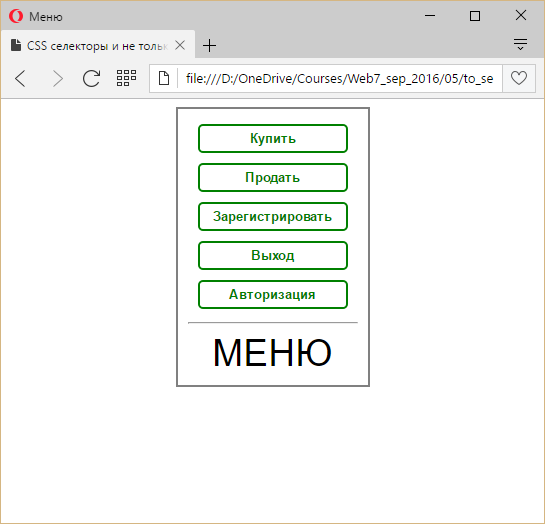 Меню
CSS селекторы и не тольк
file:///D:/OneDrive/Courses/Web7_sep_2016/05/to_se
Купить
Продать
Зарегистрировать
Выход
Авторизация
МЕНЮ